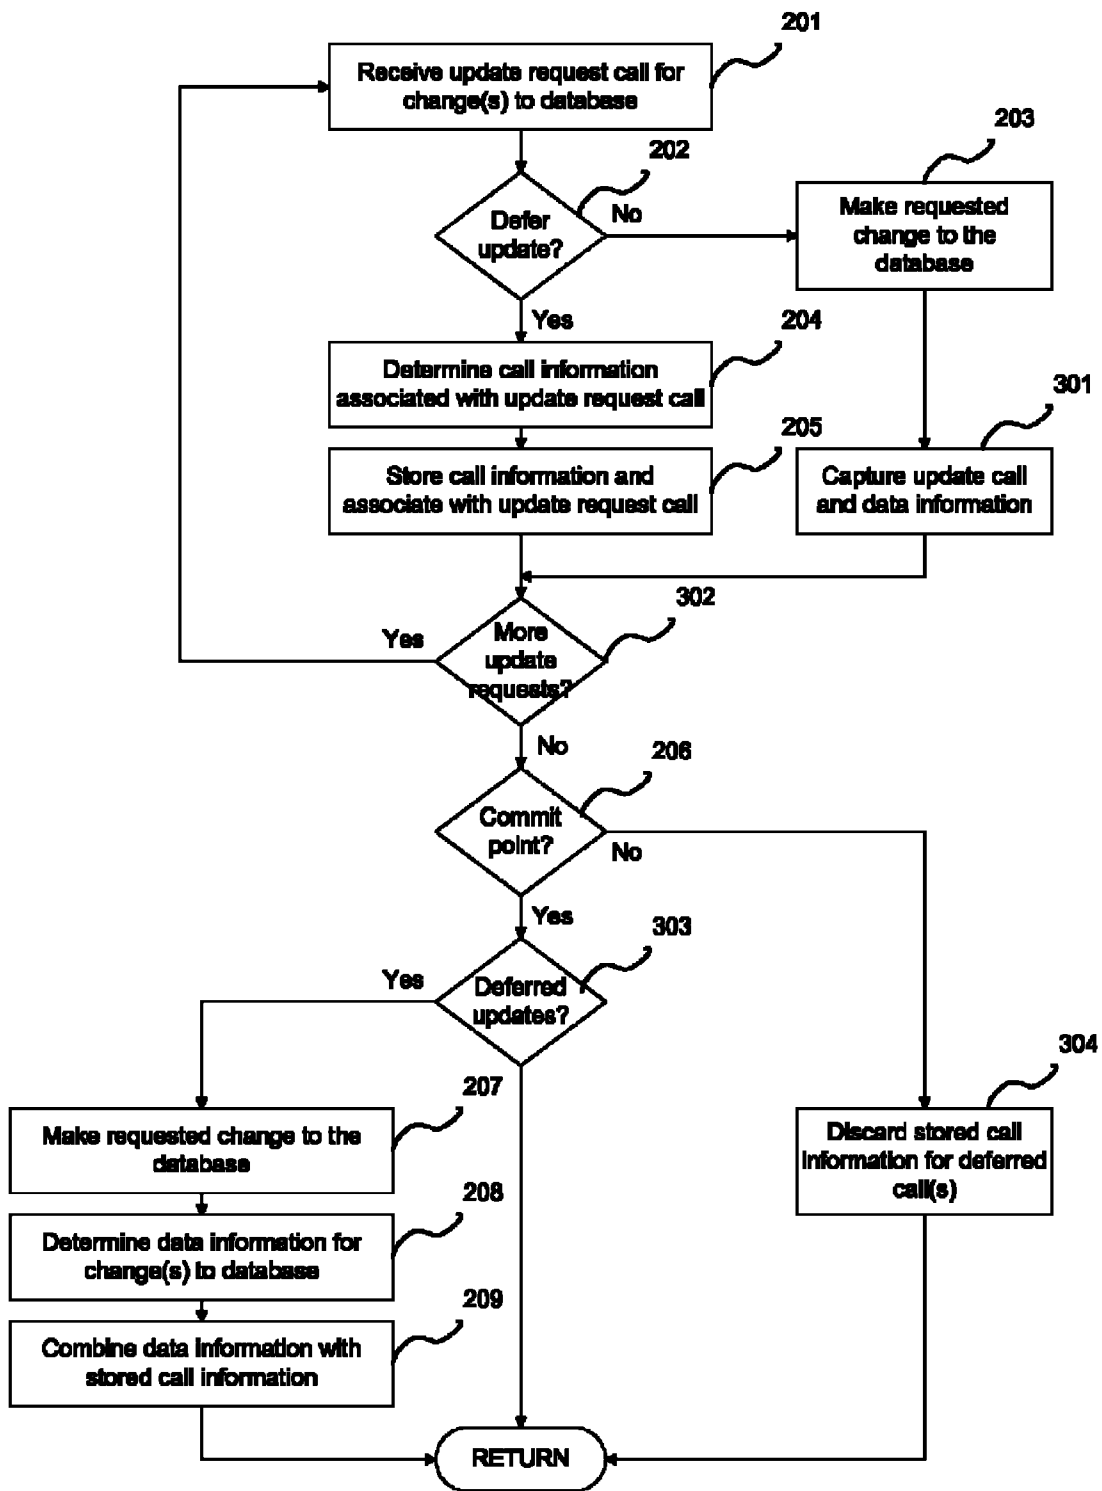 201
Receive update request call for
change(s) to database
203
202
Defer
update?
No
Make requested
change to the
database
Yes
204
Determine call information
associated with update request call
301
205
Store call information and
associate with update request call
Capture update call
and data information
302
Yes
More
update
requests?
No
206
Commit
point?
No
Yes
303
Yes
Deferred
updates?
304
207
Make requested change to the
database
Discard stored call
information for deferred
call(s)
208
Determine data information for
change(s) to database
209
Combine data information with
stored call information
RETURN